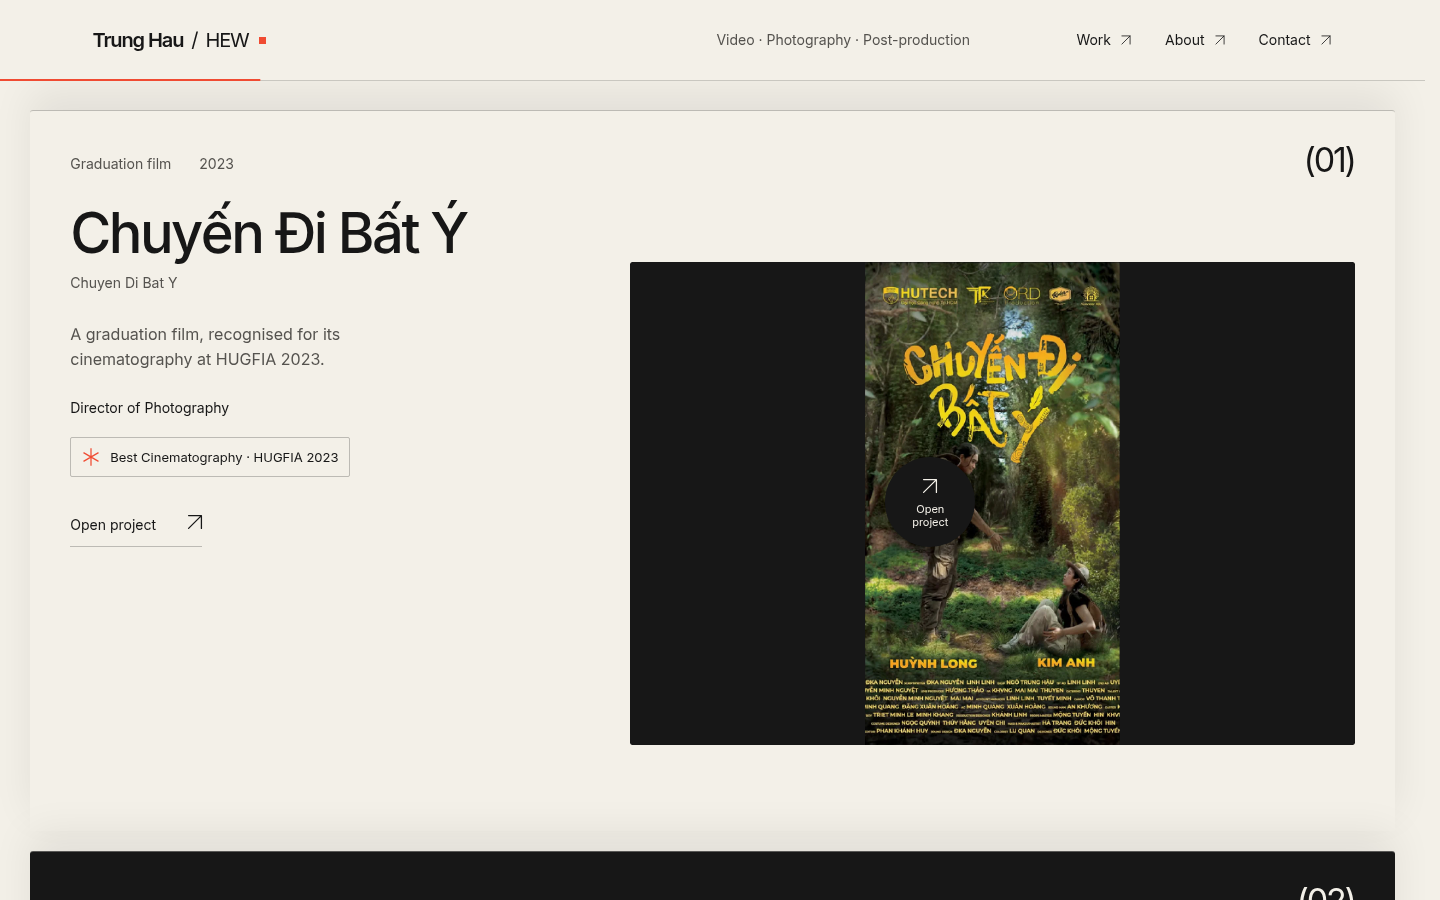 Trung Hau / HEW
Video · Photography · Post-production
Work
About
Contact
Graduation film 2023
(01)
Chuyến Đi Bất Ý
Chuyen Di Bat Y
A graduation film, recognised for its
cinematography at HUGFIA 2023.
Director of Photography
Best Cinematography · HUGFIA 2023
Open project
HUTECH
CHUYẾN ĐI
BẤT Ý
Open
project
HUỲNH LONG
KIM ANH
(02)